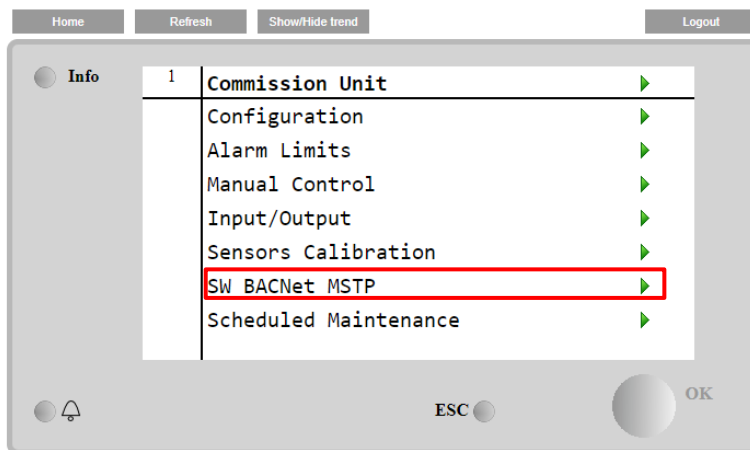 Home Refresh Show/Hide trend Logout
Info
1 Commission Unit
Configuration
Alarm Limits
Manual Control
Input/Output
Sensors Calibration
SW BACNet MSTP
Scheduled Maintenance
ESC OK